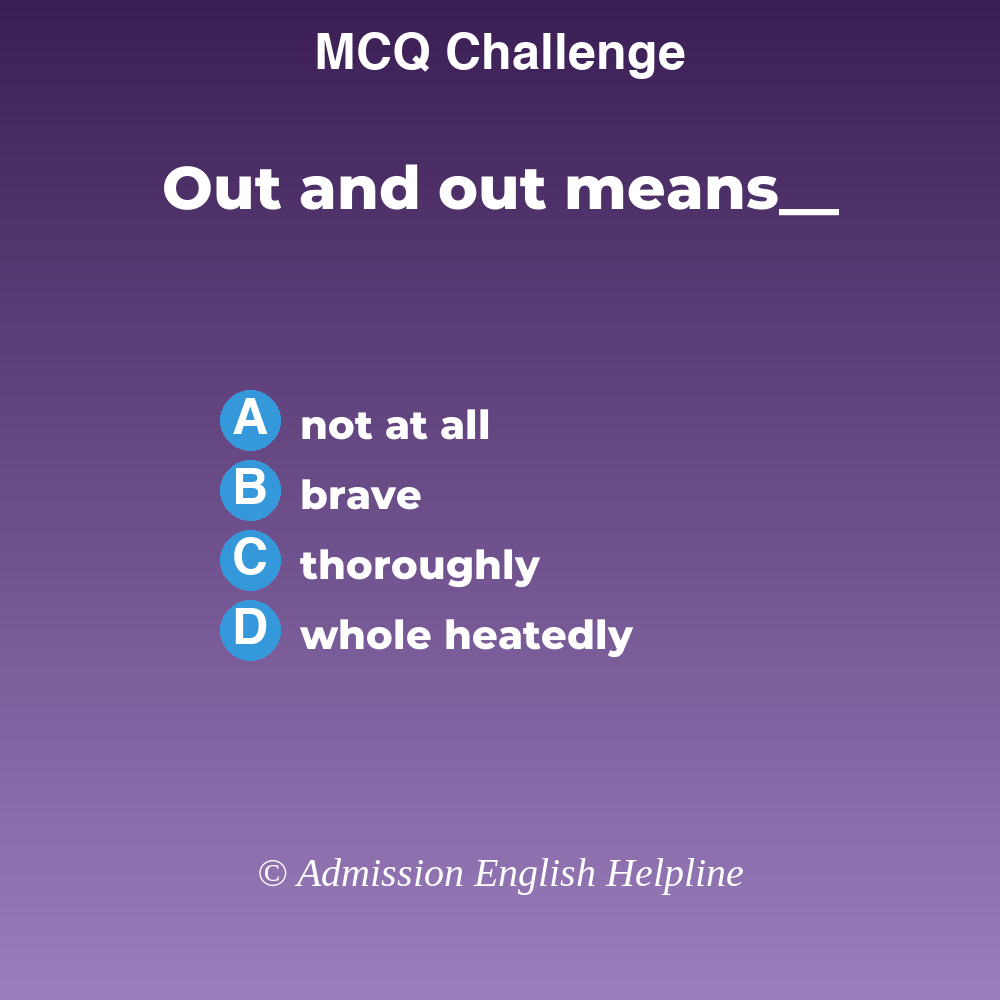 MCQ Challenge
Out and out means__
A not at all
B brave
C thoroughly
D whole heatedly
© Admission English Helpline